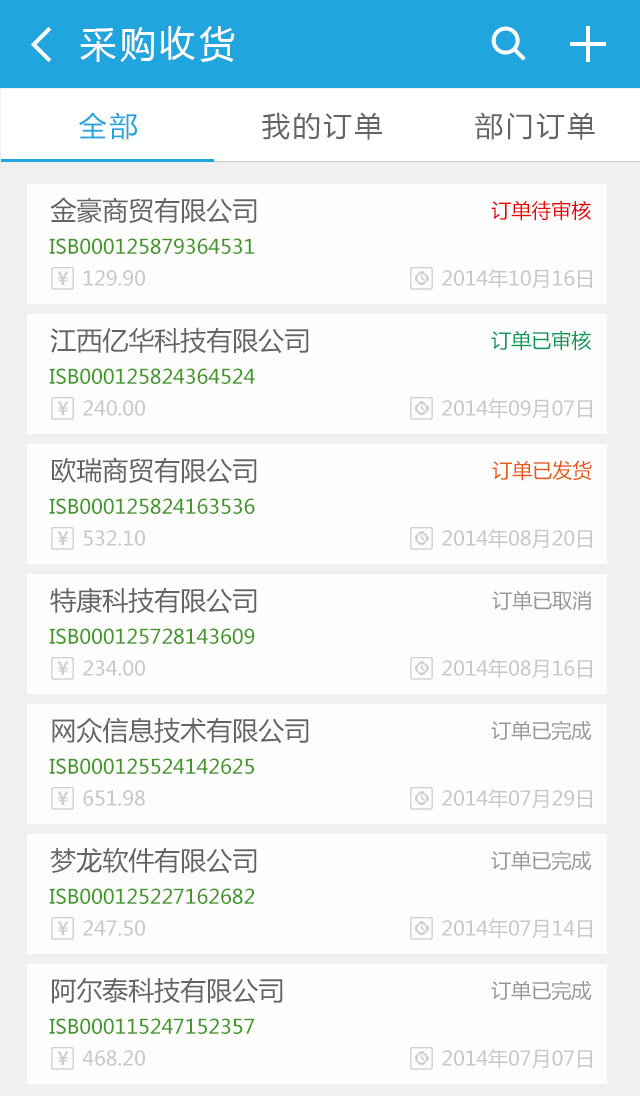 采购收货
全部 我的订单 部门订单
金豪商贸有限公司 订单待审核
ISB000125879364531
¥ 129.90 2014年10月16日
江西亿华科技有限公司 订单已审核
ISB000125824364524
¥ 240.00 2014年09月07日
欧瑞商贸有限公司 订单已发货
ISB000125824163536
¥ 532.10 2014年08月20日
特康科技有限公司 订单已取消
ISB000125728143609
¥ 234.00 2014年08月16日
网众信息技术有限公司 订单已完成
ISB000125524142625
¥ 651.98 2014年07月29日
梦龙软件有限公司 订单已完成
ISB000125227162682
¥ 247.50 2014年07月14日
阿尔泰科技有限公司 订单已完成
ISB000115247152357
¥ 468.20 2014年07月07日